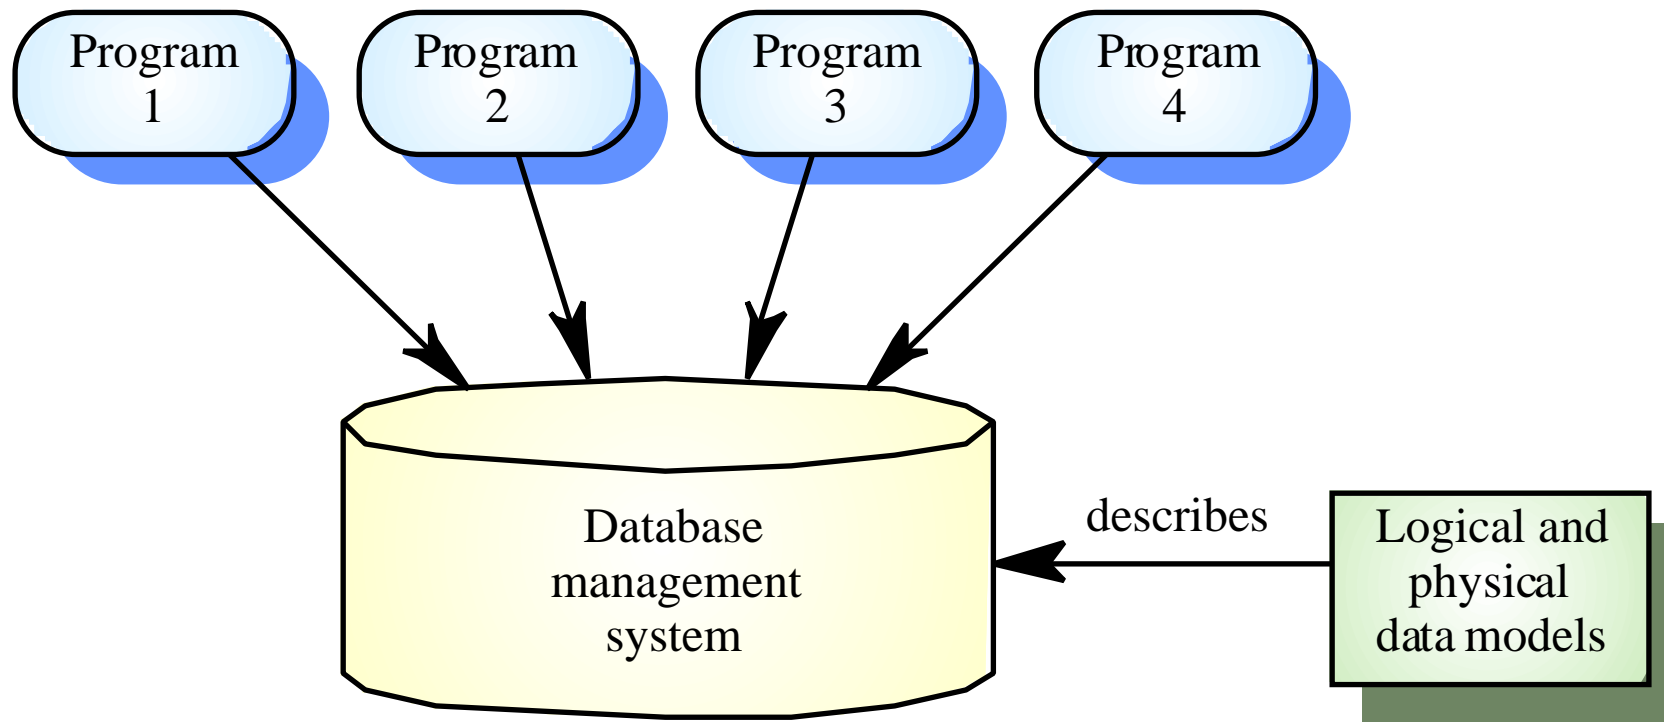 Program
1
Program
2
Program
3
Program
4
Database
management
system
describes
Logical and
physical
data models